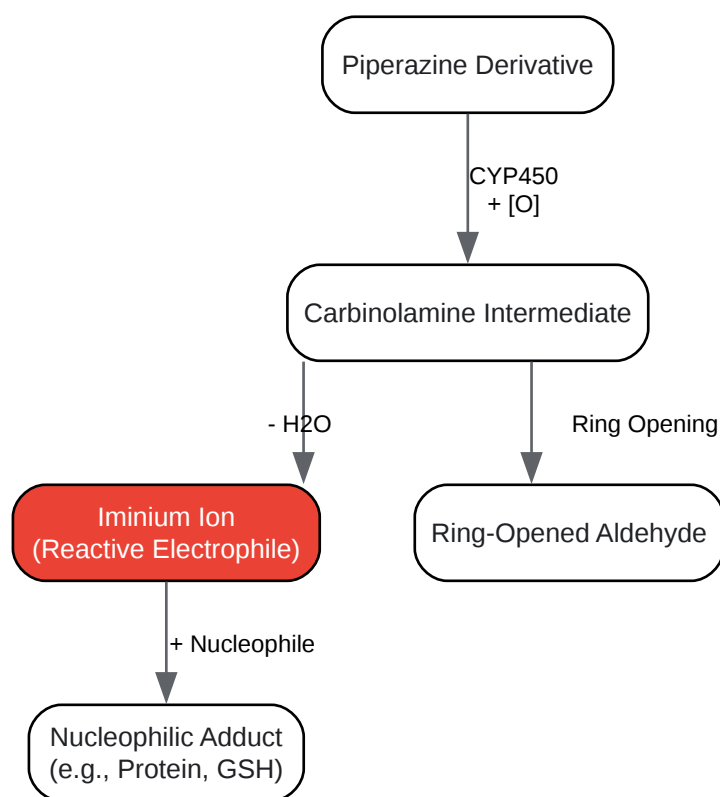 Piperazine Derivative
CYP450
+ [O]
Carbinolamine Intermediate
- H2O
Ring Opening
Iminium Ion
(Reactive Electrophile)
Ring-Opened Aldehyde
+ Nucleophile
Nucleophilic Adduct
(e.g., Protein, GSH)